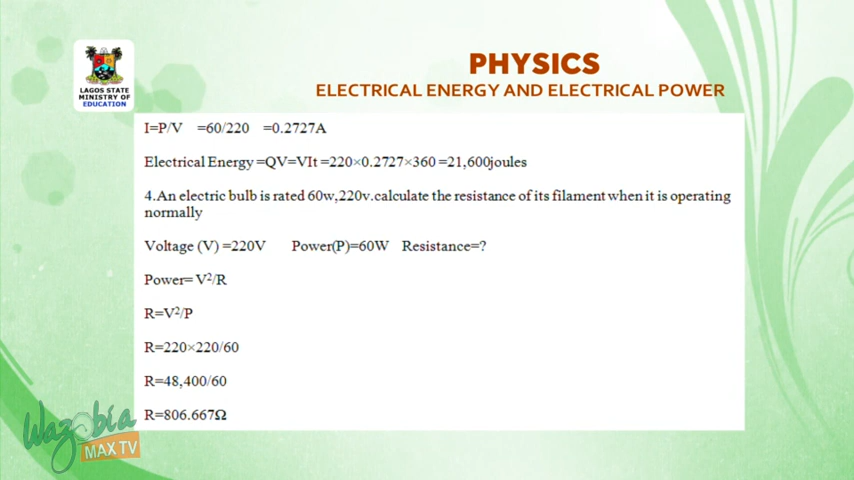 PHYSICS
ELECTRICAL ENERGY AND ELECTRICAL POWER
LAGOS STATE
MINISTRY OF
EDUCATION
I=P/V =60/220 =0.2727A
Electrical Energy =QV=VIt =220×0.2727×360 =21,600joules
4.An electric bulb is rated 60w,220v.calculate the resistance of its filament when it is operating
normally
Voltage (V) =220V Power(P)=60W Resistance=?
Power= V²/R
R=V²/P
R=220×220/60
R=48,400/60
R=806.667Ω
Wazobia
MAX TV